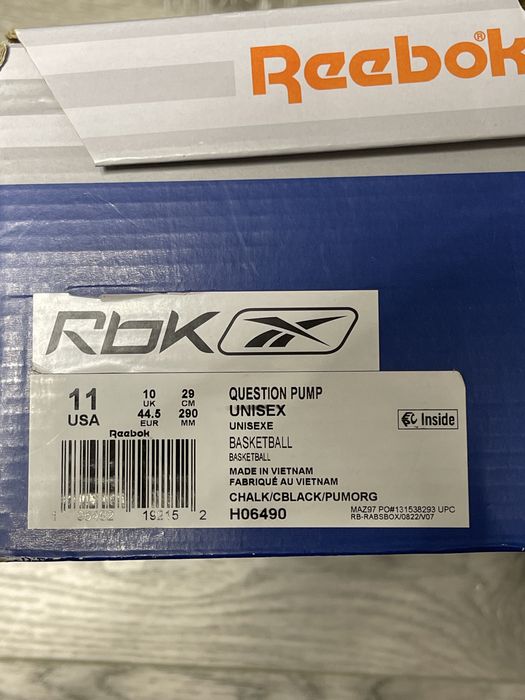 Reebok®
RBK
11
USA
10
UK
44.5
EUR
29
CM
290
MM
Reebok
19215 2
QUESTION PUMP
UNISEX
UNISEXE
BASKETBALL
BASKETBALL
MADE IN VIETNAM
FABRIQUÉ AU VIETNAM
CHALK/CBLACK/PUMORG
H06490
Inside
MAZ97 PO#131538293 UPC
RB-RABSBOX/0822/V07